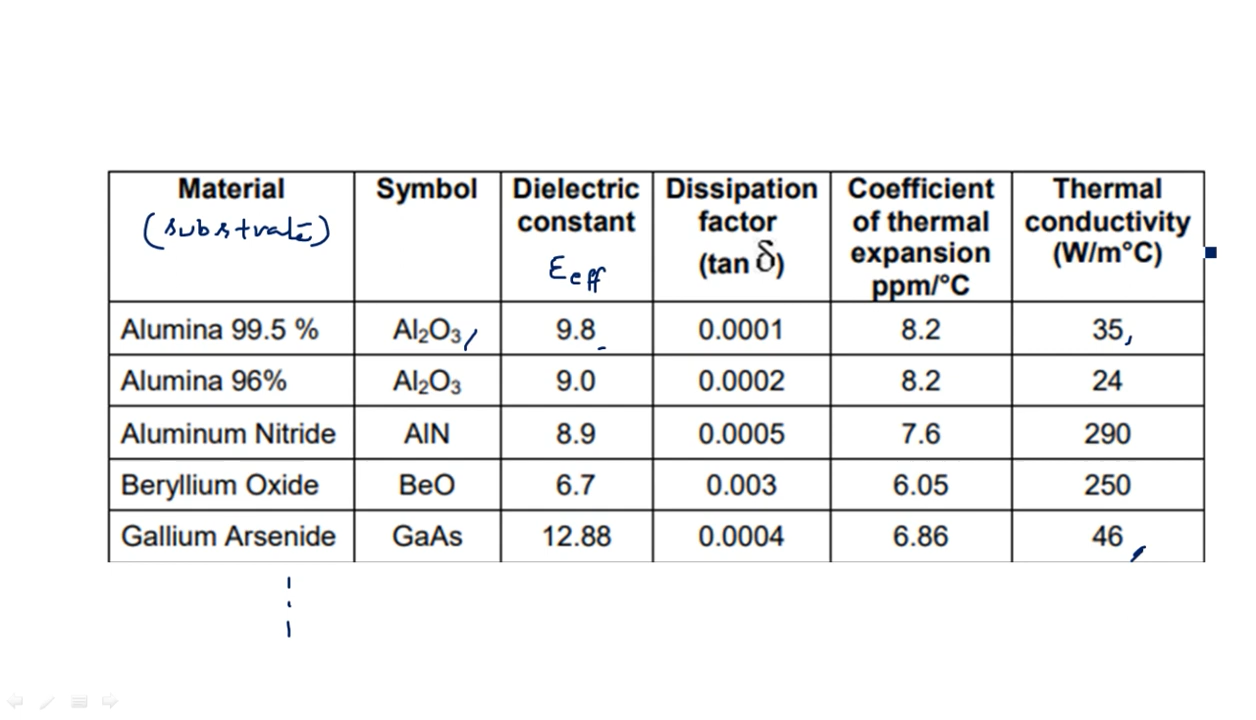 Material Symbol Dielectric Dissipation Coefficient Thermal
(substrate) constant factor of thermal conductivity
εeff (tan δ) expansion (W/m°C)
ppm/°C
Alumina 99.5 % Al₂O₃ 9.8 0.0001 8.2 35
Alumina 96% Al₂O₃ 9.0 0.0002 8.2 24
Aluminum Nitride AlN 8.9 0.0005 7.6 290
Beryllium Oxide BeO 6.7 0.003 6.05 250
Gallium Arsenide GaAs 12.88 0.0004 6.86 46